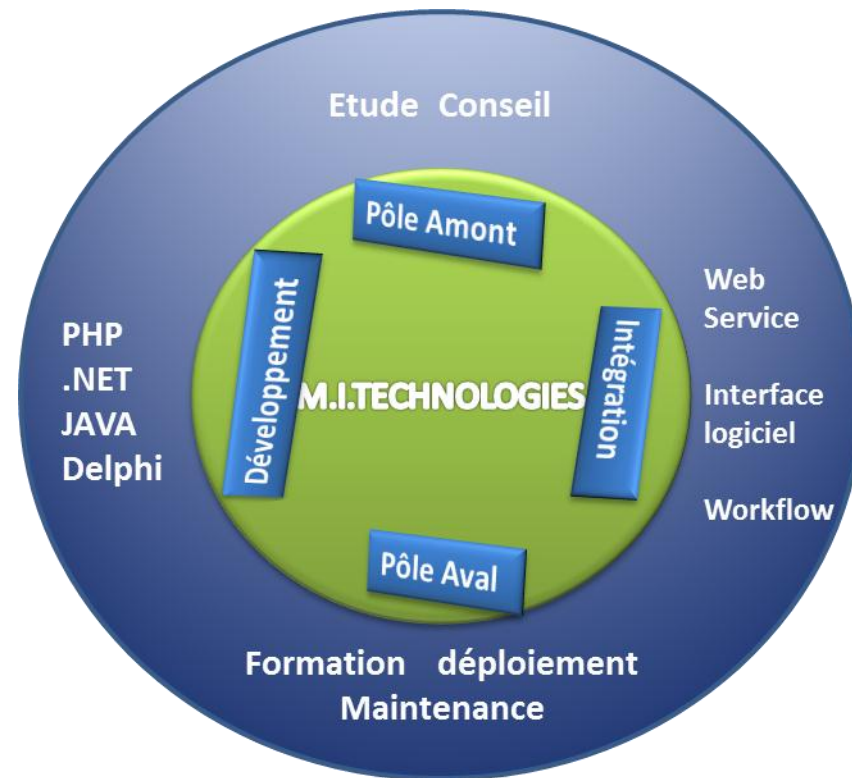 Etude Conseil
Pôle Amont
Développement
PHP
.NET
JAVA
Delphi
M.I.TECHNOLOGIES
Intégration
Web
Service
Interface
logiciel
Workflow
Pôle Aval
Formation déploiement
Maintenance